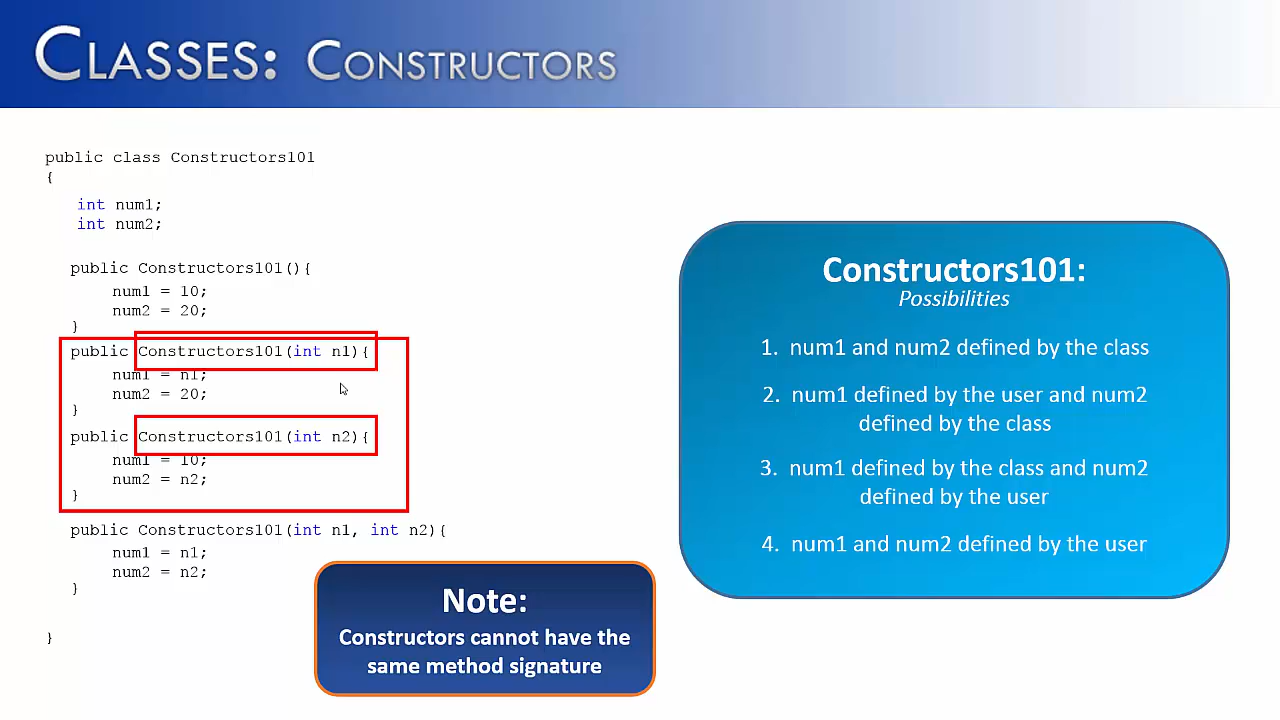 CLASSES: CONSTRUCTORS
public class Constructors101
{
int num1;
int num2;
public Constructors101(){
num1 = 10;
num2 = 20;
}
public Constructors101(int n1){
num1 = n1;
num2 = 20;
}
public Constructors101(int n2){
num1 = 10;
num2 = n2;
}
public Constructors101(int n1, int n2){
num1 = n1;
num2 = n2;
}
}
Note:
Constructors cannot have the
same method signature
Constructors101:
Possibilities
1. num1 and num2 defined by the class
2. num1 defined by the user and num2
defined by the class
3. num1 defined by the class and num2
defined by the user
4. num1 and num2 defined by the user